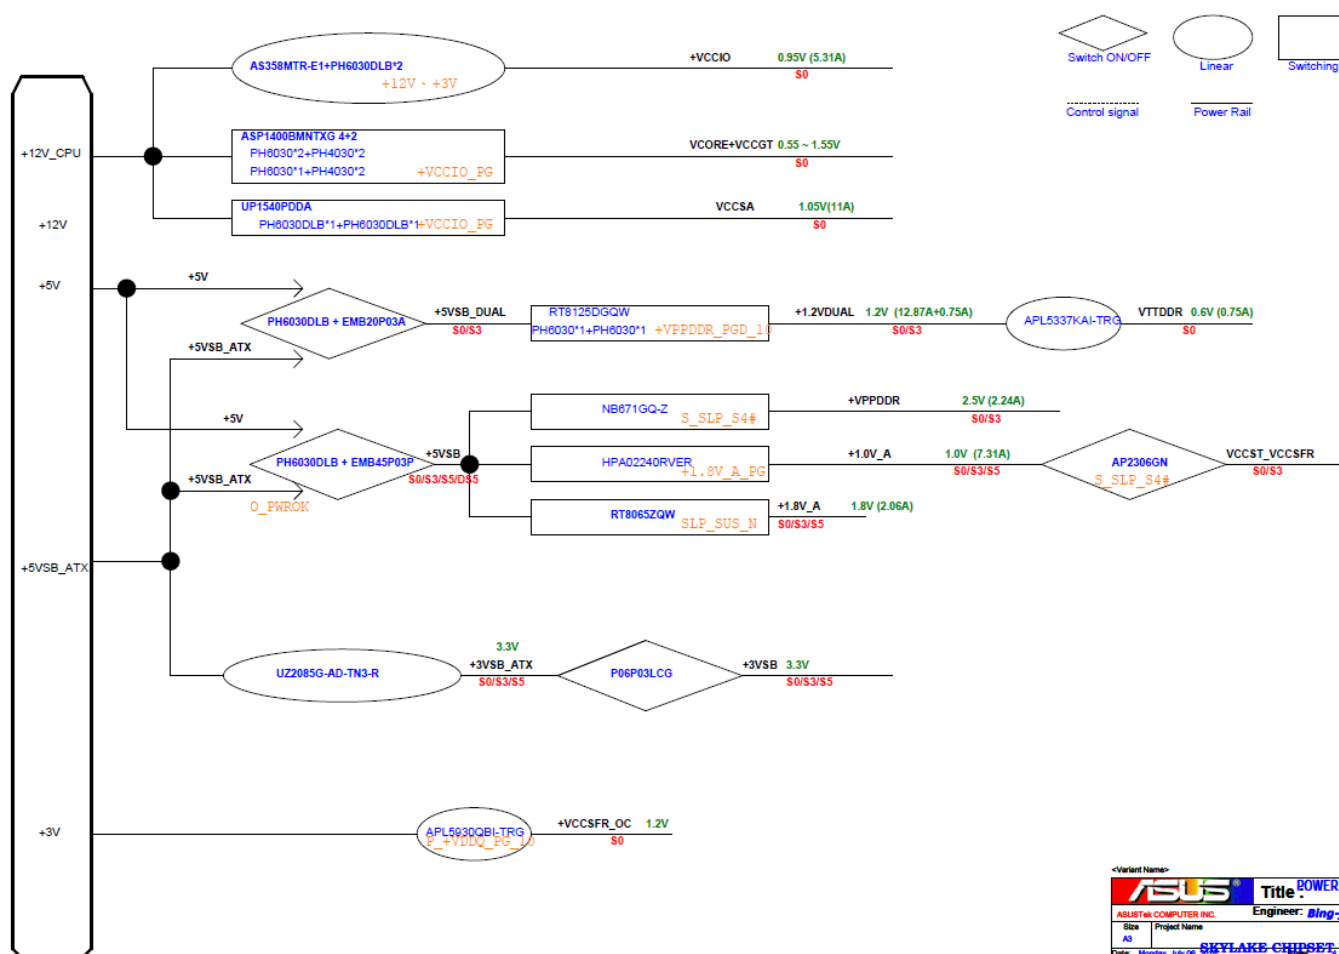 Switch ON/OFF
Linear
Switching
Control signal
Power Rail
+12V_CPU
+12V
+5V
+5VSB_ATX
+3V
AS358MTR-E1+PH6030DLB*2
+12V、+3V
+VCCIO 0.95V (5.31A)
S0
ASP1400BMNTXG 4+2
PH6030*2+PH4030*2
PH6030*1+PH4030*2 +VCCIO_PG
VCORE+VCCGT 0.55 ~ 1.55V
S0
UP1540PDDA
PH6030DLB*1+PH6030DLB*1 +VCCIO_PG
VCCSA 1.05V(11A)
S0
+5V
PH6030DLB + EMB20P03A
+5VSB_ATX
+5VSB_DUAL
S0/S3
RT8125DGQW
PH6030*1+PH6030*1 +VPPDDR_PGD_10
+1.2VDUAL 1.2V (12.87A+0.75A)
S0/S3
APL5337KAI-TRG
VTTDDR 0.6V (0.75A)
S0
+5V
PH6030DLB + EMB45P03P
+5VSB_ATX
O_PWROK
+5VSB
S0/S3/S5/DS5
NB671GQ-Z
S_SLP_S4#
+VPPDDR 2.5V (2.24A)
S0/S3
HPA02240RVER
+1.8V_A_PG
+1.0V_A 1.0V (7.31A)
S0/S3/S5
AP2306GN
S_SLP_S4#
VCCST_VCCSFR
S0/S3
RT8065ZQW
SLP_SUS_N
+1.8V_A 1.8V (2.06A)
S0/S3/S5
UZ2085G-AD-TN3-R
3.3V
+3VSB_ATX
S0/S3/S5
P06P03LCG
+3VSB 3.3V
S0/S3/S5
APL5930QBI-TRG
P_+VDDQ_PG_10
+VCCSFR_OC 1.2V
S0
<Variant Name>
ASUS
Title : POWER
ASUSTek COMPUTER INC.
Engineer: Bing-
Size
Project Name
A3
SKYLAKE CHIPSET
Date: Monday, July 06,